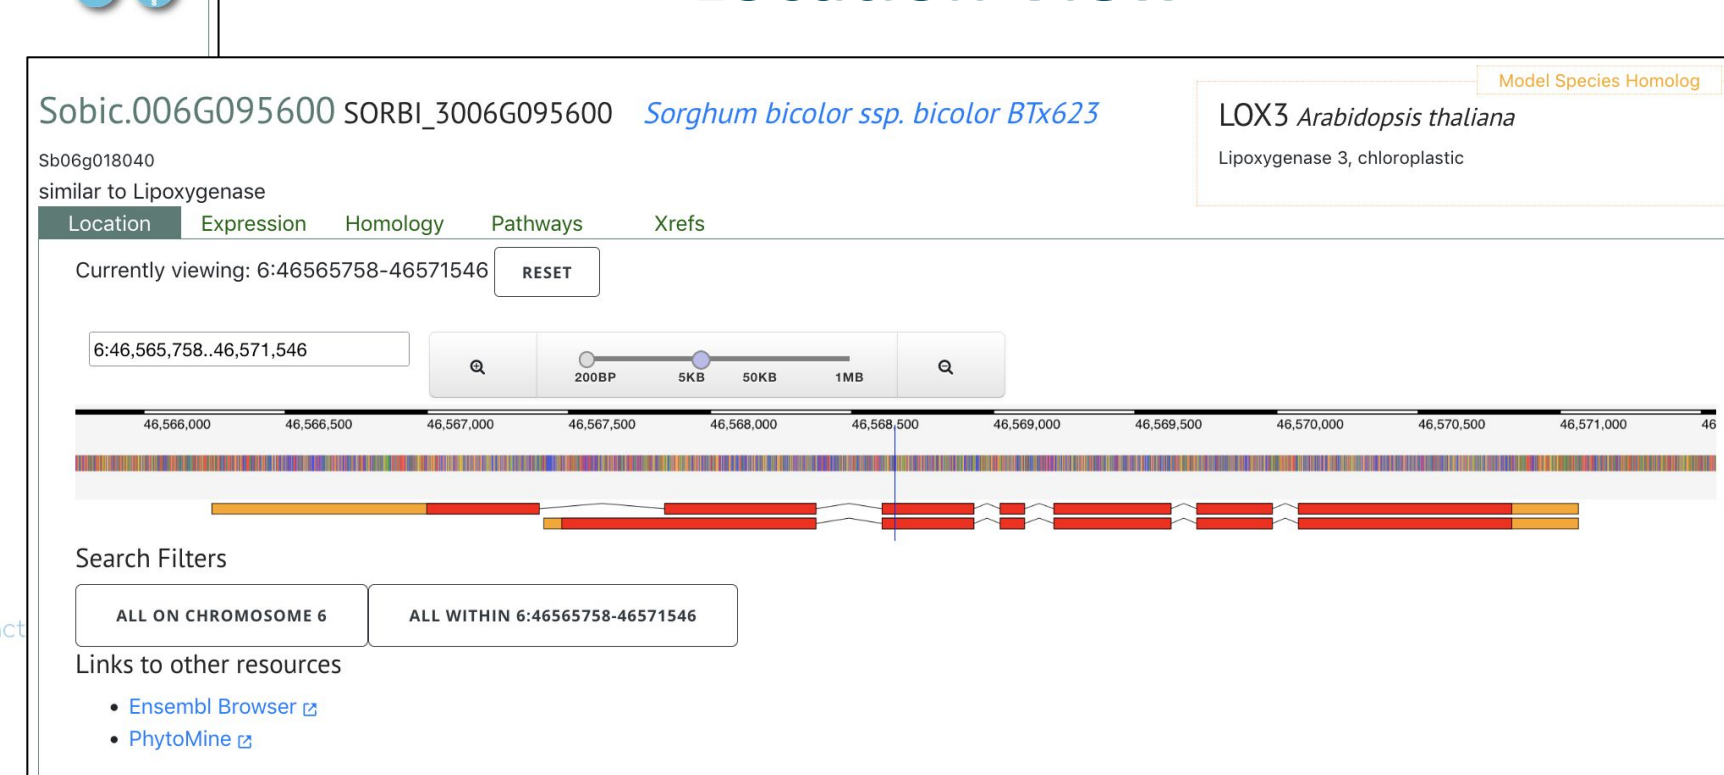 Model Species Homolog
Sobic.006G095600 SORBI_3006G095600 Sorghum bicolor ssp. bicolor BTx623
LOX3 Arabidopsis thaliana
Sb06g018040
Lipoxygenase 3, chloroplastic
similar to Lipoxygenase
Location Expression Homology Pathways Xrefs
Currently viewing: 6:46565758-46571546 RESET
6:46,565,758..46,571,546
200BP 5KB 50KB 1MB
46,566,000 46,566,500 46,567,000 46,567,500 46,568,000 46,568,500 46,569,000 46,569,500 46,570,000 46,570,500 46,571,000 46
Search Filters
ALL ON CHROMOSOME 6 ALL WITHIN 6:46565758-46571546
Links to other resources
• Ensembl Browser
• PhytoMine